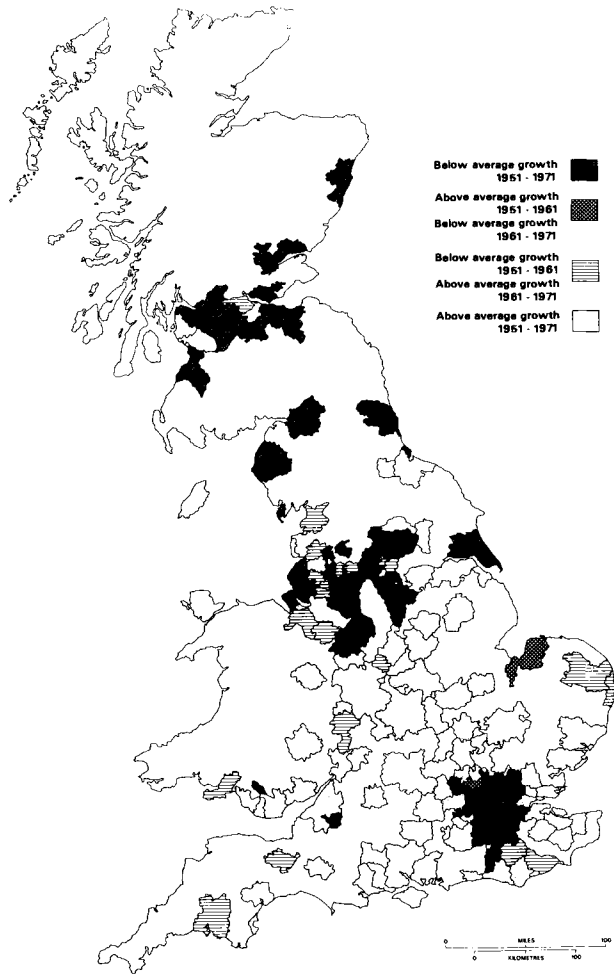 Below average growth
1951 - 1971
Above average growth
1951 - 1961
Below average growth
1961 - 1971
Below average growth
1951 - 1961
Above average growth
1961 - 1971
Above average growth
1951 - 1971
0 MILES 100
0 KILOMETRES 100